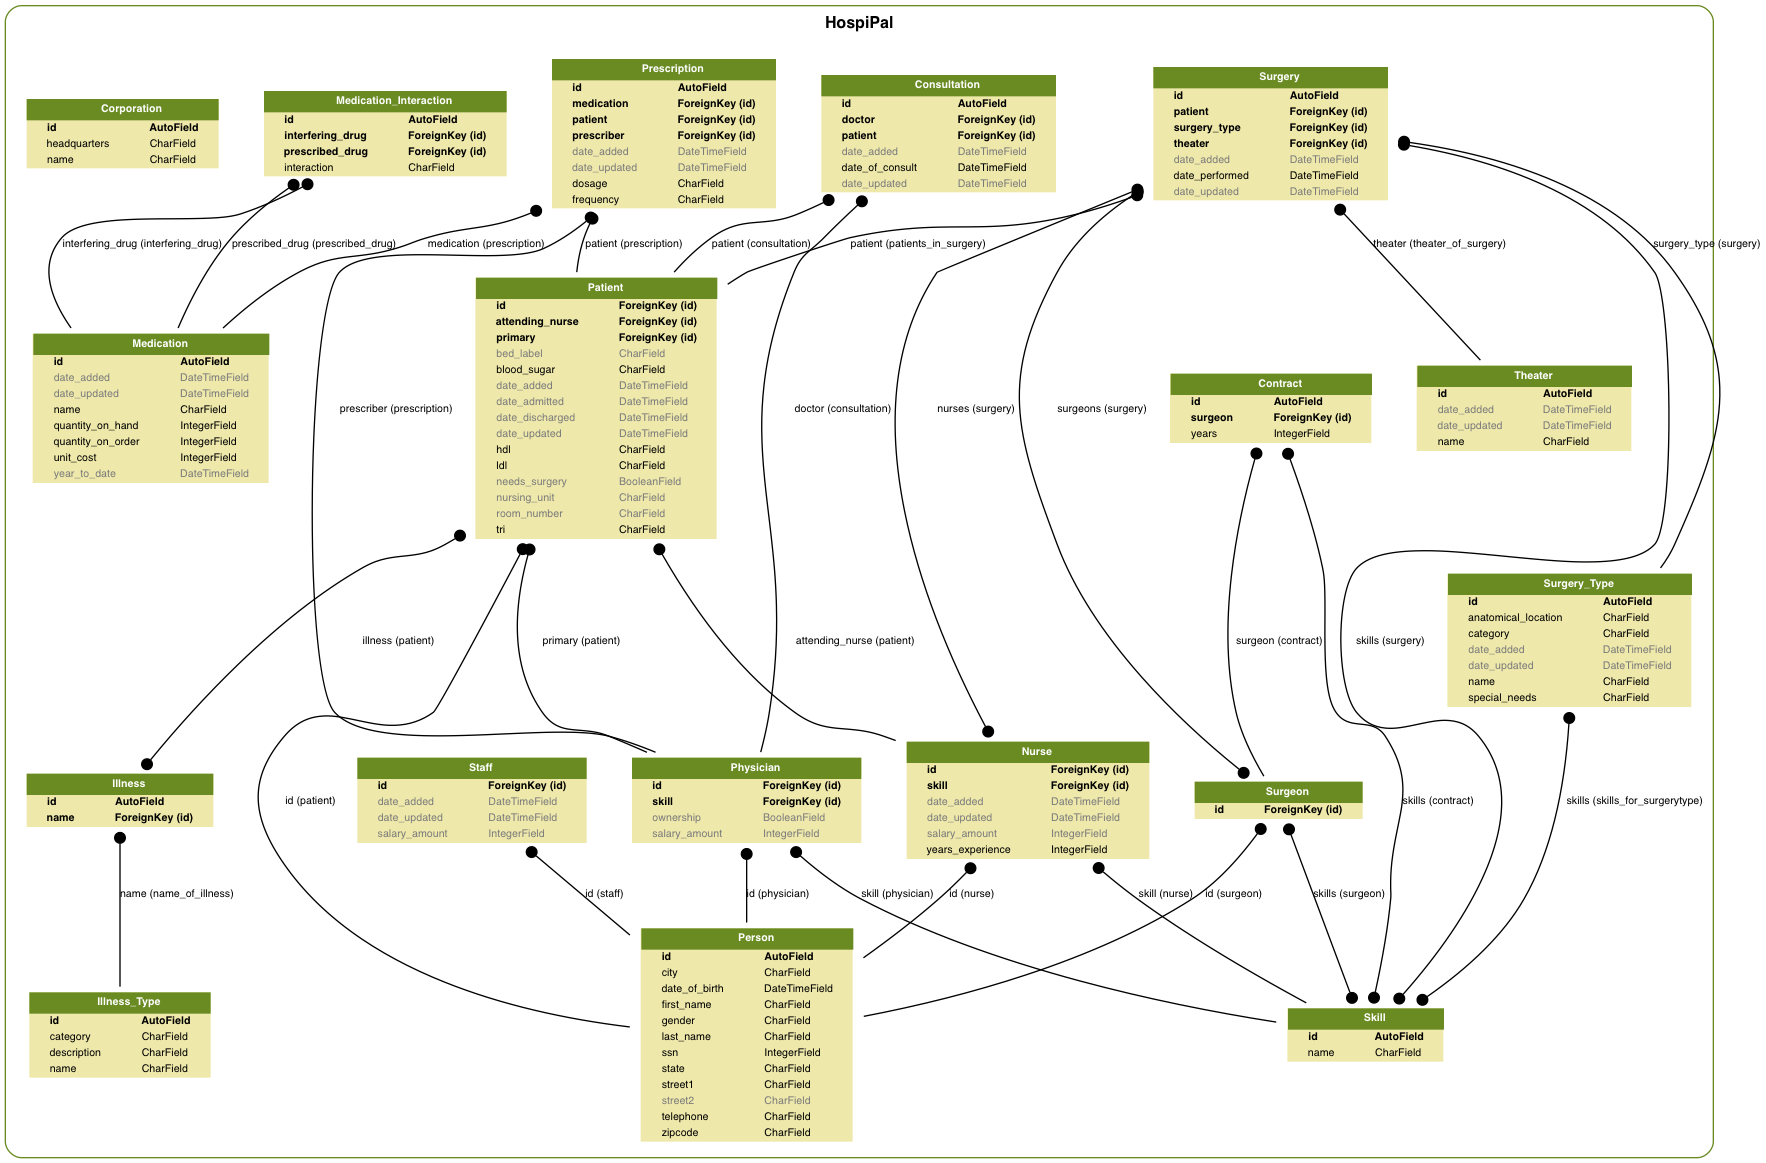 HospiPal
Corporation
id AutoField
headquarters CharField
name CharField
Medication_Interaction
id AutoField
interfering_drug ForeignKey (id)
prescribed_drug ForeignKey (id)
interaction CharField
Prescription
id AutoField
medication ForeignKey (id)
patient ForeignKey (id)
prescriber ForeignKey (id)
date_added DateTimeField
date_updated DateTimeField
dosage CharField
frequency CharField
Consultation
id AutoField
doctor ForeignKey (id)
patient ForeignKey (id)
date_added DateTimeField
date_of_consult DateTimeField
date_updated DateTimeField
Surgery
id AutoField
patient ForeignKey (id)
surgery_type ForeignKey (id)
theater ForeignKey (id)
date_added DateTimeField
date_performed DateTimeField
date_updated DateTimeField
interfering_drug (interfering_drug)
prescribed_drug (prescribed_drug)
medication (prescription)
patient (prescription)
patient (consultation)
patient (patients_in_surgery)
theater (theater_of_surgery)
surgery_type (surgery)
Medication
id AutoField
date_added DateTimeField
date_updated DateTimeField
name CharField
quantity_on_hand IntegerField
quantity_on_order IntegerField
unit_cost IntegerField
year_to_date DateTimeField
Patient
id ForeignKey (id)
attending_nurse ForeignKey (id)
primary ForeignKey (id)
bed_label CharField
blood_sugar CharField
date_added DateTimeField
date_admitted DateTimeField
date_discharged DateTimeField
date_updated DateTimeField
hdl CharField
ldl CharField
needs_surgery BooleanField
nursing_unit CharField
room_number CharField
tri CharField
Contract
id AutoField
surgeon ForeignKey (id)
years IntegerField
Theater
id AutoField
date_added DateTimeField
date_updated DateTimeField
name CharField
prescriber (prescription)
doctor (consultation)
nurses (surgery)
surgeons (surgery)
Surgery_Type
id AutoField
anatomical_location CharField
category CharField
date_added DateTimeField
date_updated DateTimeField
name CharField
special_needs CharField
illness (patient)
primary (patient)
attending_nurse (patient)
surgeon (contract)
skills (surgery)
Illness
id AutoField
name ForeignKey (id)
id (patient)
Staff
id ForeignKey (id)
date_added DateTimeField
date_updated DateTimeField
salary_amount IntegerField
Physician
id ForeignKey (id)
skill ForeignKey (id)
ownership BooleanField
salary_amount IntegerField
Nurse
id ForeignKey (id)
skill ForeignKey (id)
date_added DateTimeField
date_updated DateTimeField
salary_amount IntegerField
years_experience IntegerField
Surgeon
id ForeignKey (id)
skills (contract)
skills (skills_for_surgerytype)
name (name_of_illness)
id (staff)
id (physician)
skill (physician)
id (nurse)
skill (nurse)
id (surgeon)
skills (surgeon)
Illness_Type
id AutoField
category CharField
description CharField
name CharField
Person
id AutoField
city CharField
date_of_birth DateTimeField
first_name CharField
gender CharField
last_name CharField
ssn IntegerField
state CharField
street1 CharField
street2 CharField
telephone CharField
zipcode CharField
Skill
id AutoField
name CharField